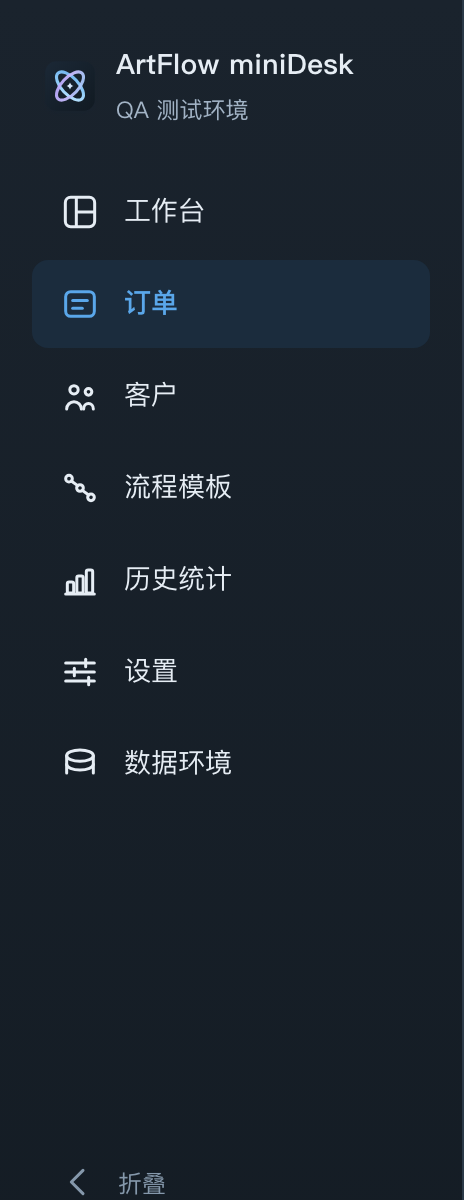 ArtFlow miniDesk
QA 测试环境
工作台
订单
客户
流程模板
历史统计
设置
数据环境
折叠